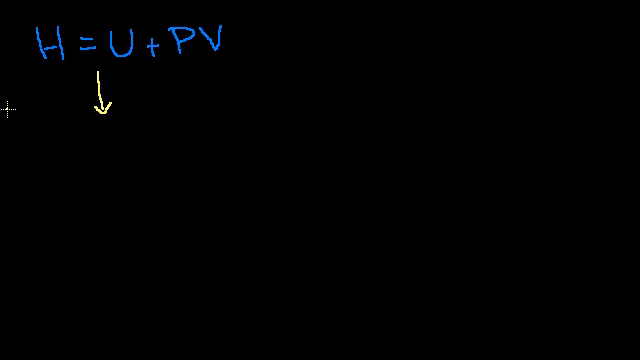 H = U + PV